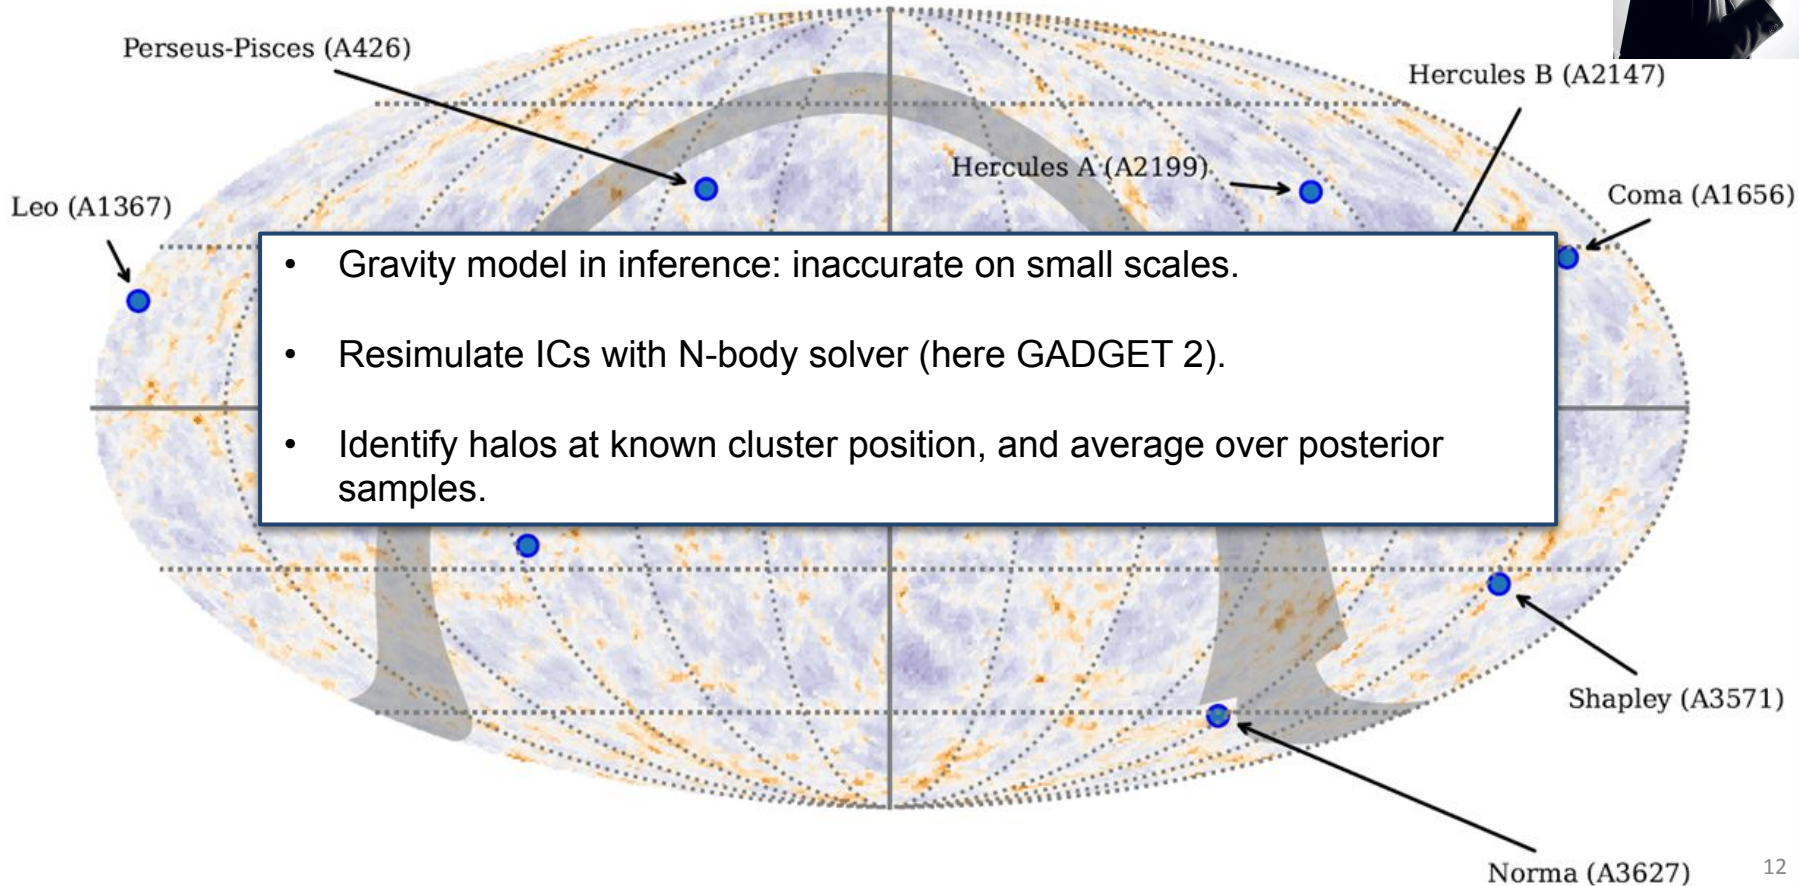 Perseus-Pisces (A426)
Hercules B (A2147)
Hercules A (A2199)
Leo (A1367)
Coma (A1656)
• Gravity model in inference: inaccurate on small scales.
• Resimulate ICs with N-body solver (here GADGET 2).
• Identify halos at known cluster position, and average over posterior
samples.
Shapley (A3571)
Norma (A3627)
12